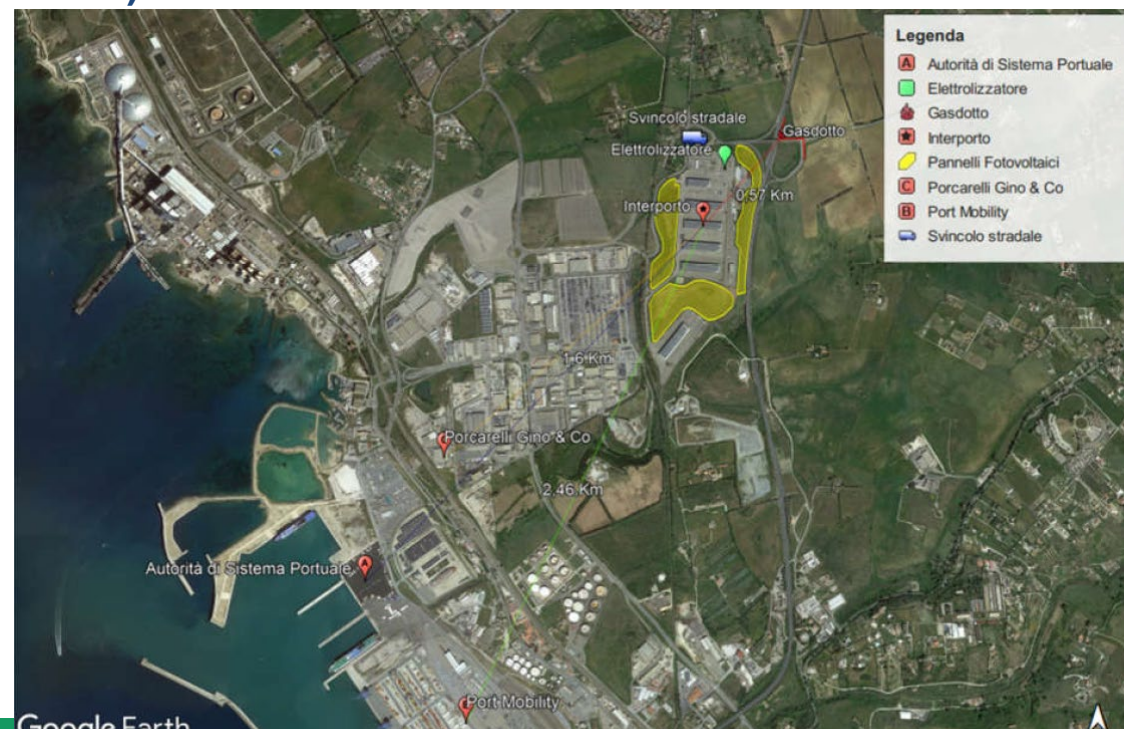 Legenda
A Autorità di Sistema Portuale
Elettrolizzatore
Gasdotto
Interporto
Pannelli Fotovoltaici
C Porcarelli Gino & Co
B Port Mobility
Svincolo stradale
Svincolo stradale
Gasdotto
Elettrolizzatore
0.57 Km
Interporto
1.6 Km
Porcarelli Gino & Co
2.46 Km
Autorità di Sistema Portuale
A
Port Mobility
Google Earth